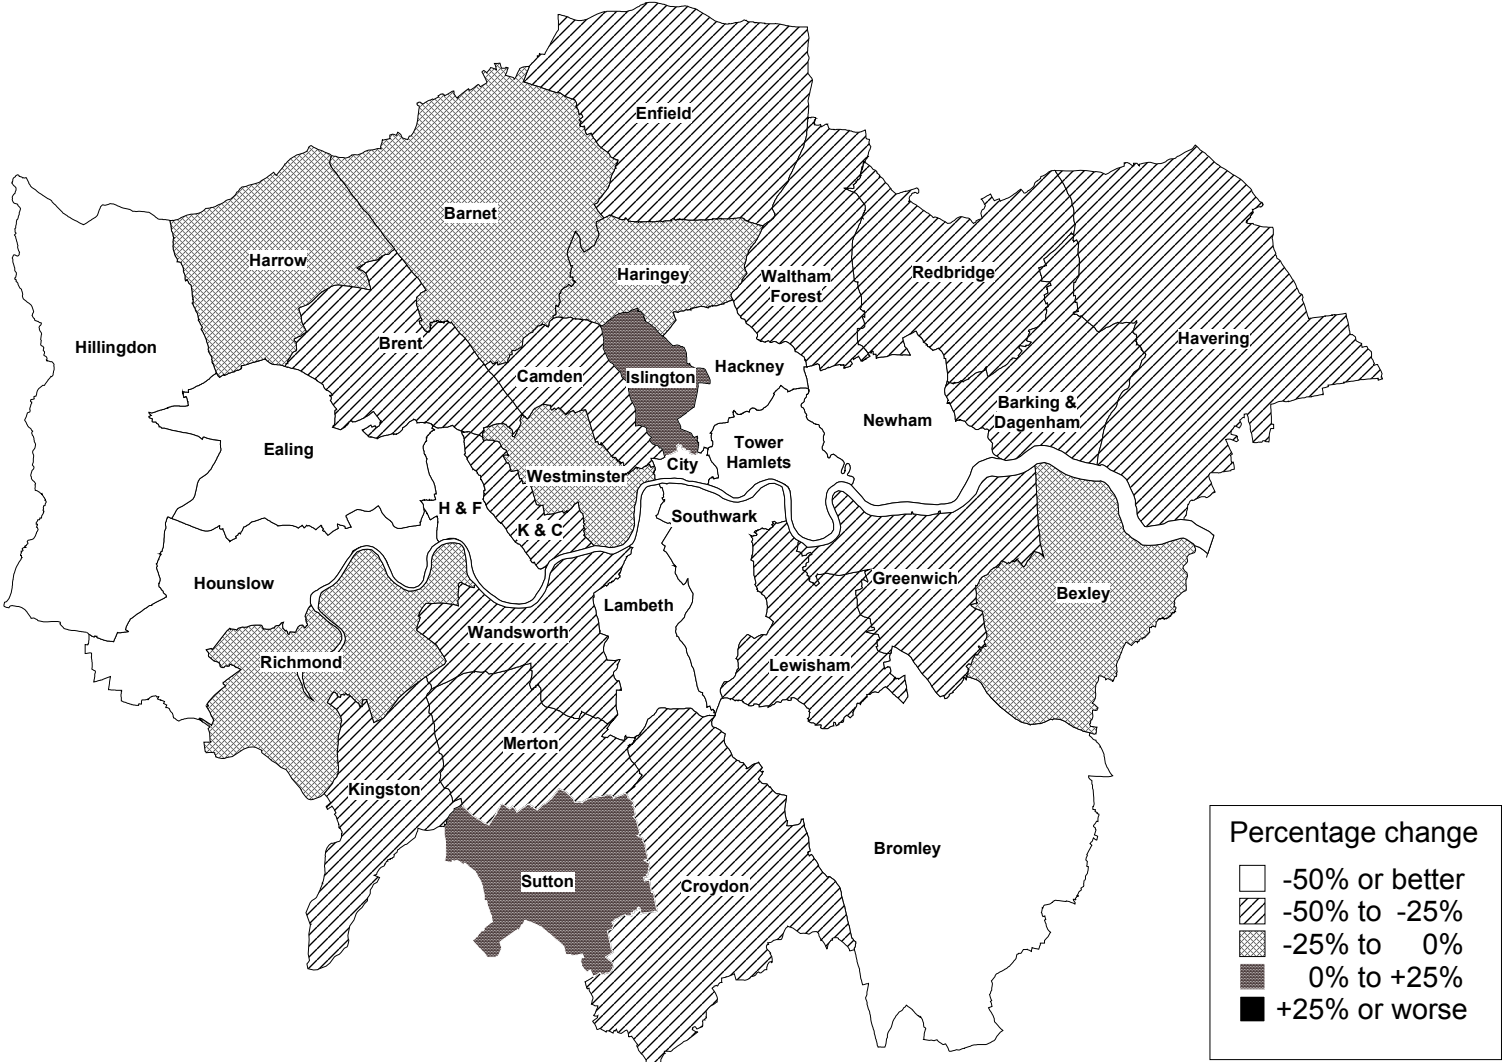 Enfield
Barnet
Harrow
Haringey
Waltham
Forest
Redbridge
Havering
Hillingdon
Brent
Camden
Islington
Hackney
Barking &
Dagenham
Newham
Ealing
Tower
Hamlets
City
Westminster
H & F
K & C
Southwark
Hounslow
Greenwich
Bexley
Lambeth
Wandsworth
Richmond
Lewisham
Merton
Kingston
Bromley
Sutton
Croydon
Percentage change
-50% or better
-50% to -25%
-25% to 0%
0% to +25%
+25% or worse